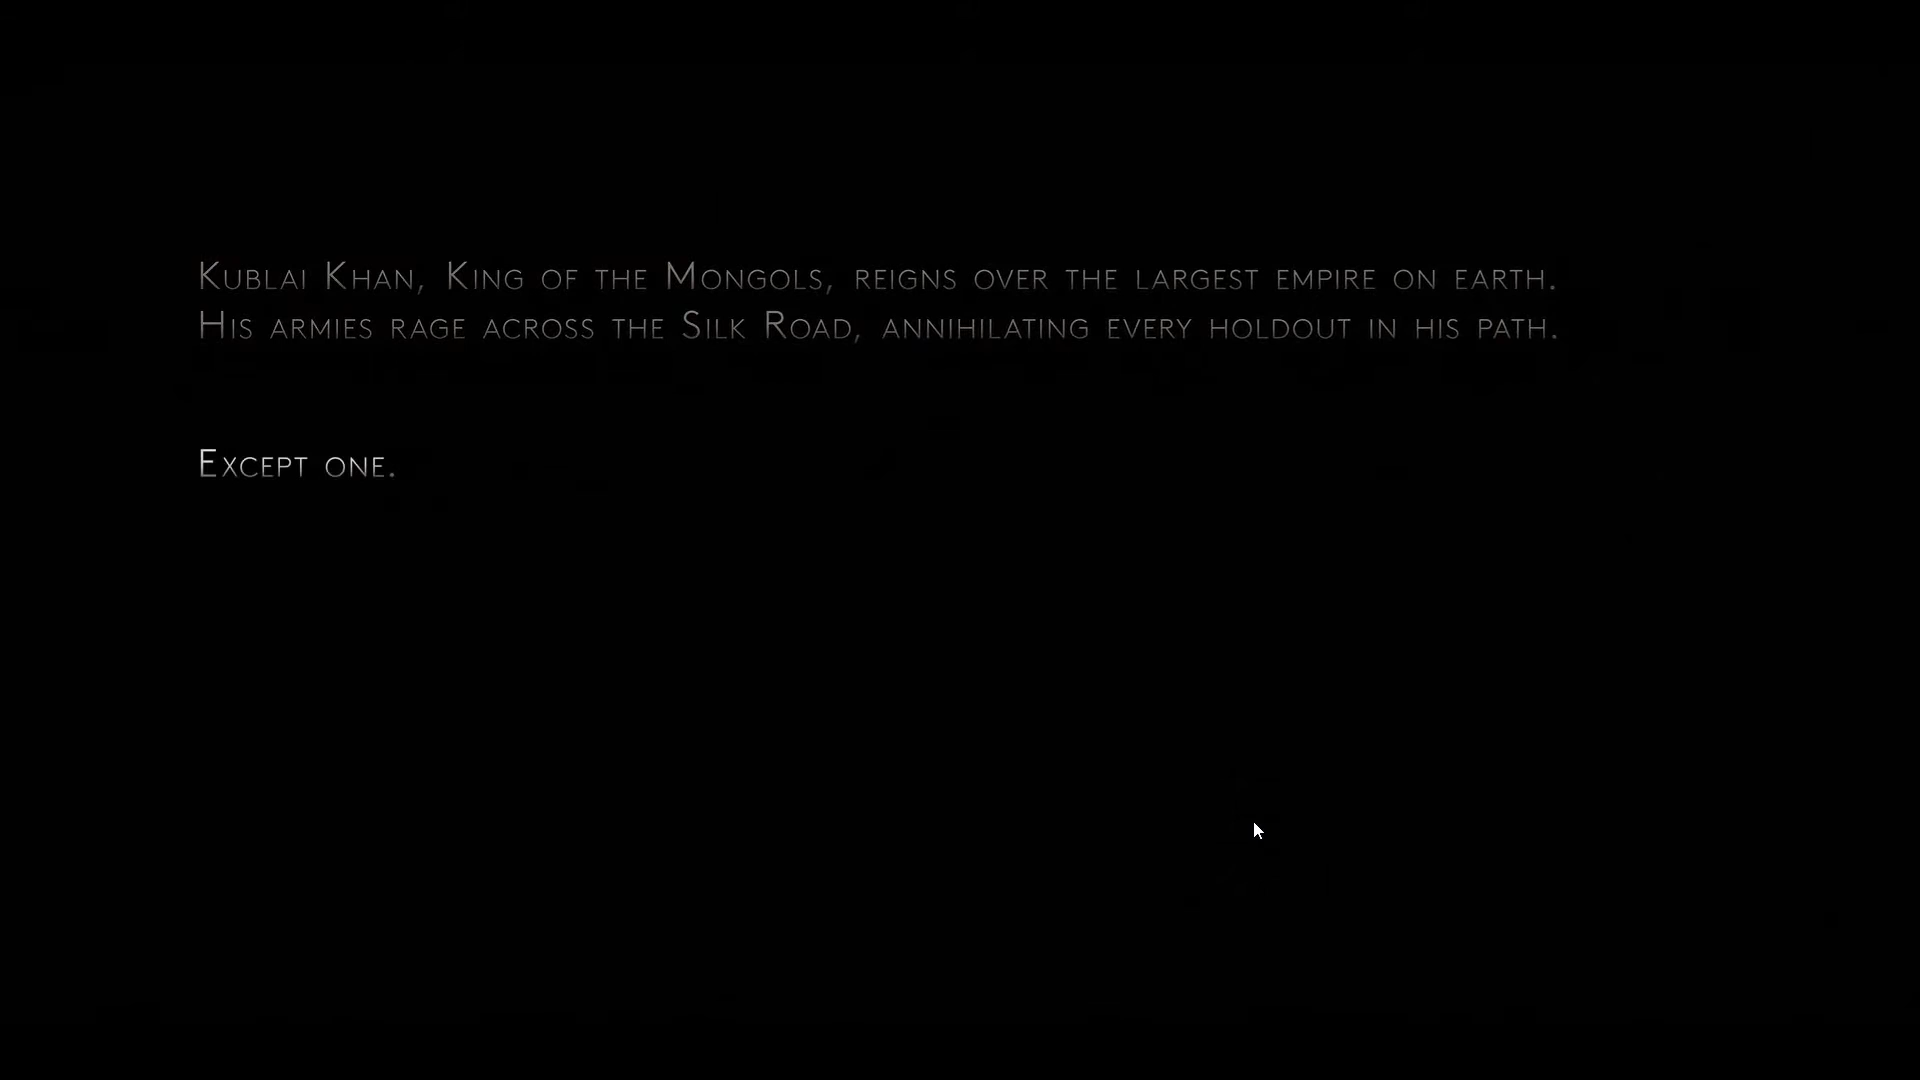 Kublai Khan, King of the Mongols, reigns over the largest empire on earth.
His armies rage across the Silk Road, annihilating every holdout in his path.
Except one.